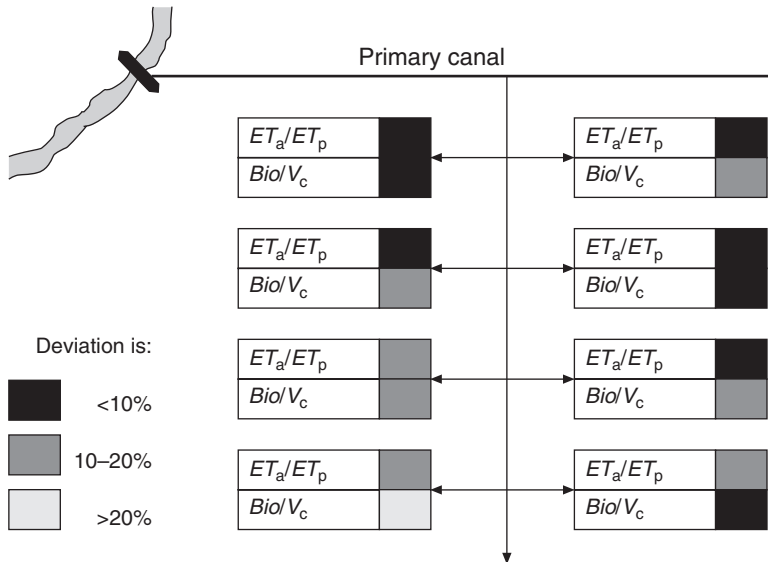 Primary canal
ETa/ETp
Bio/Vc
ETa/ETp
Bio/Vc
ETa/ETp
Bio/Vc
ETa/ETp
Bio/Vc
Deviation is:
<10%
10–20%
>20%
ETa/ETp
Bio/Vc
ETa/ETp
Bio/Vc
ETa/ETp
Bio/Vc
ETa/ETp
Bio/Vc